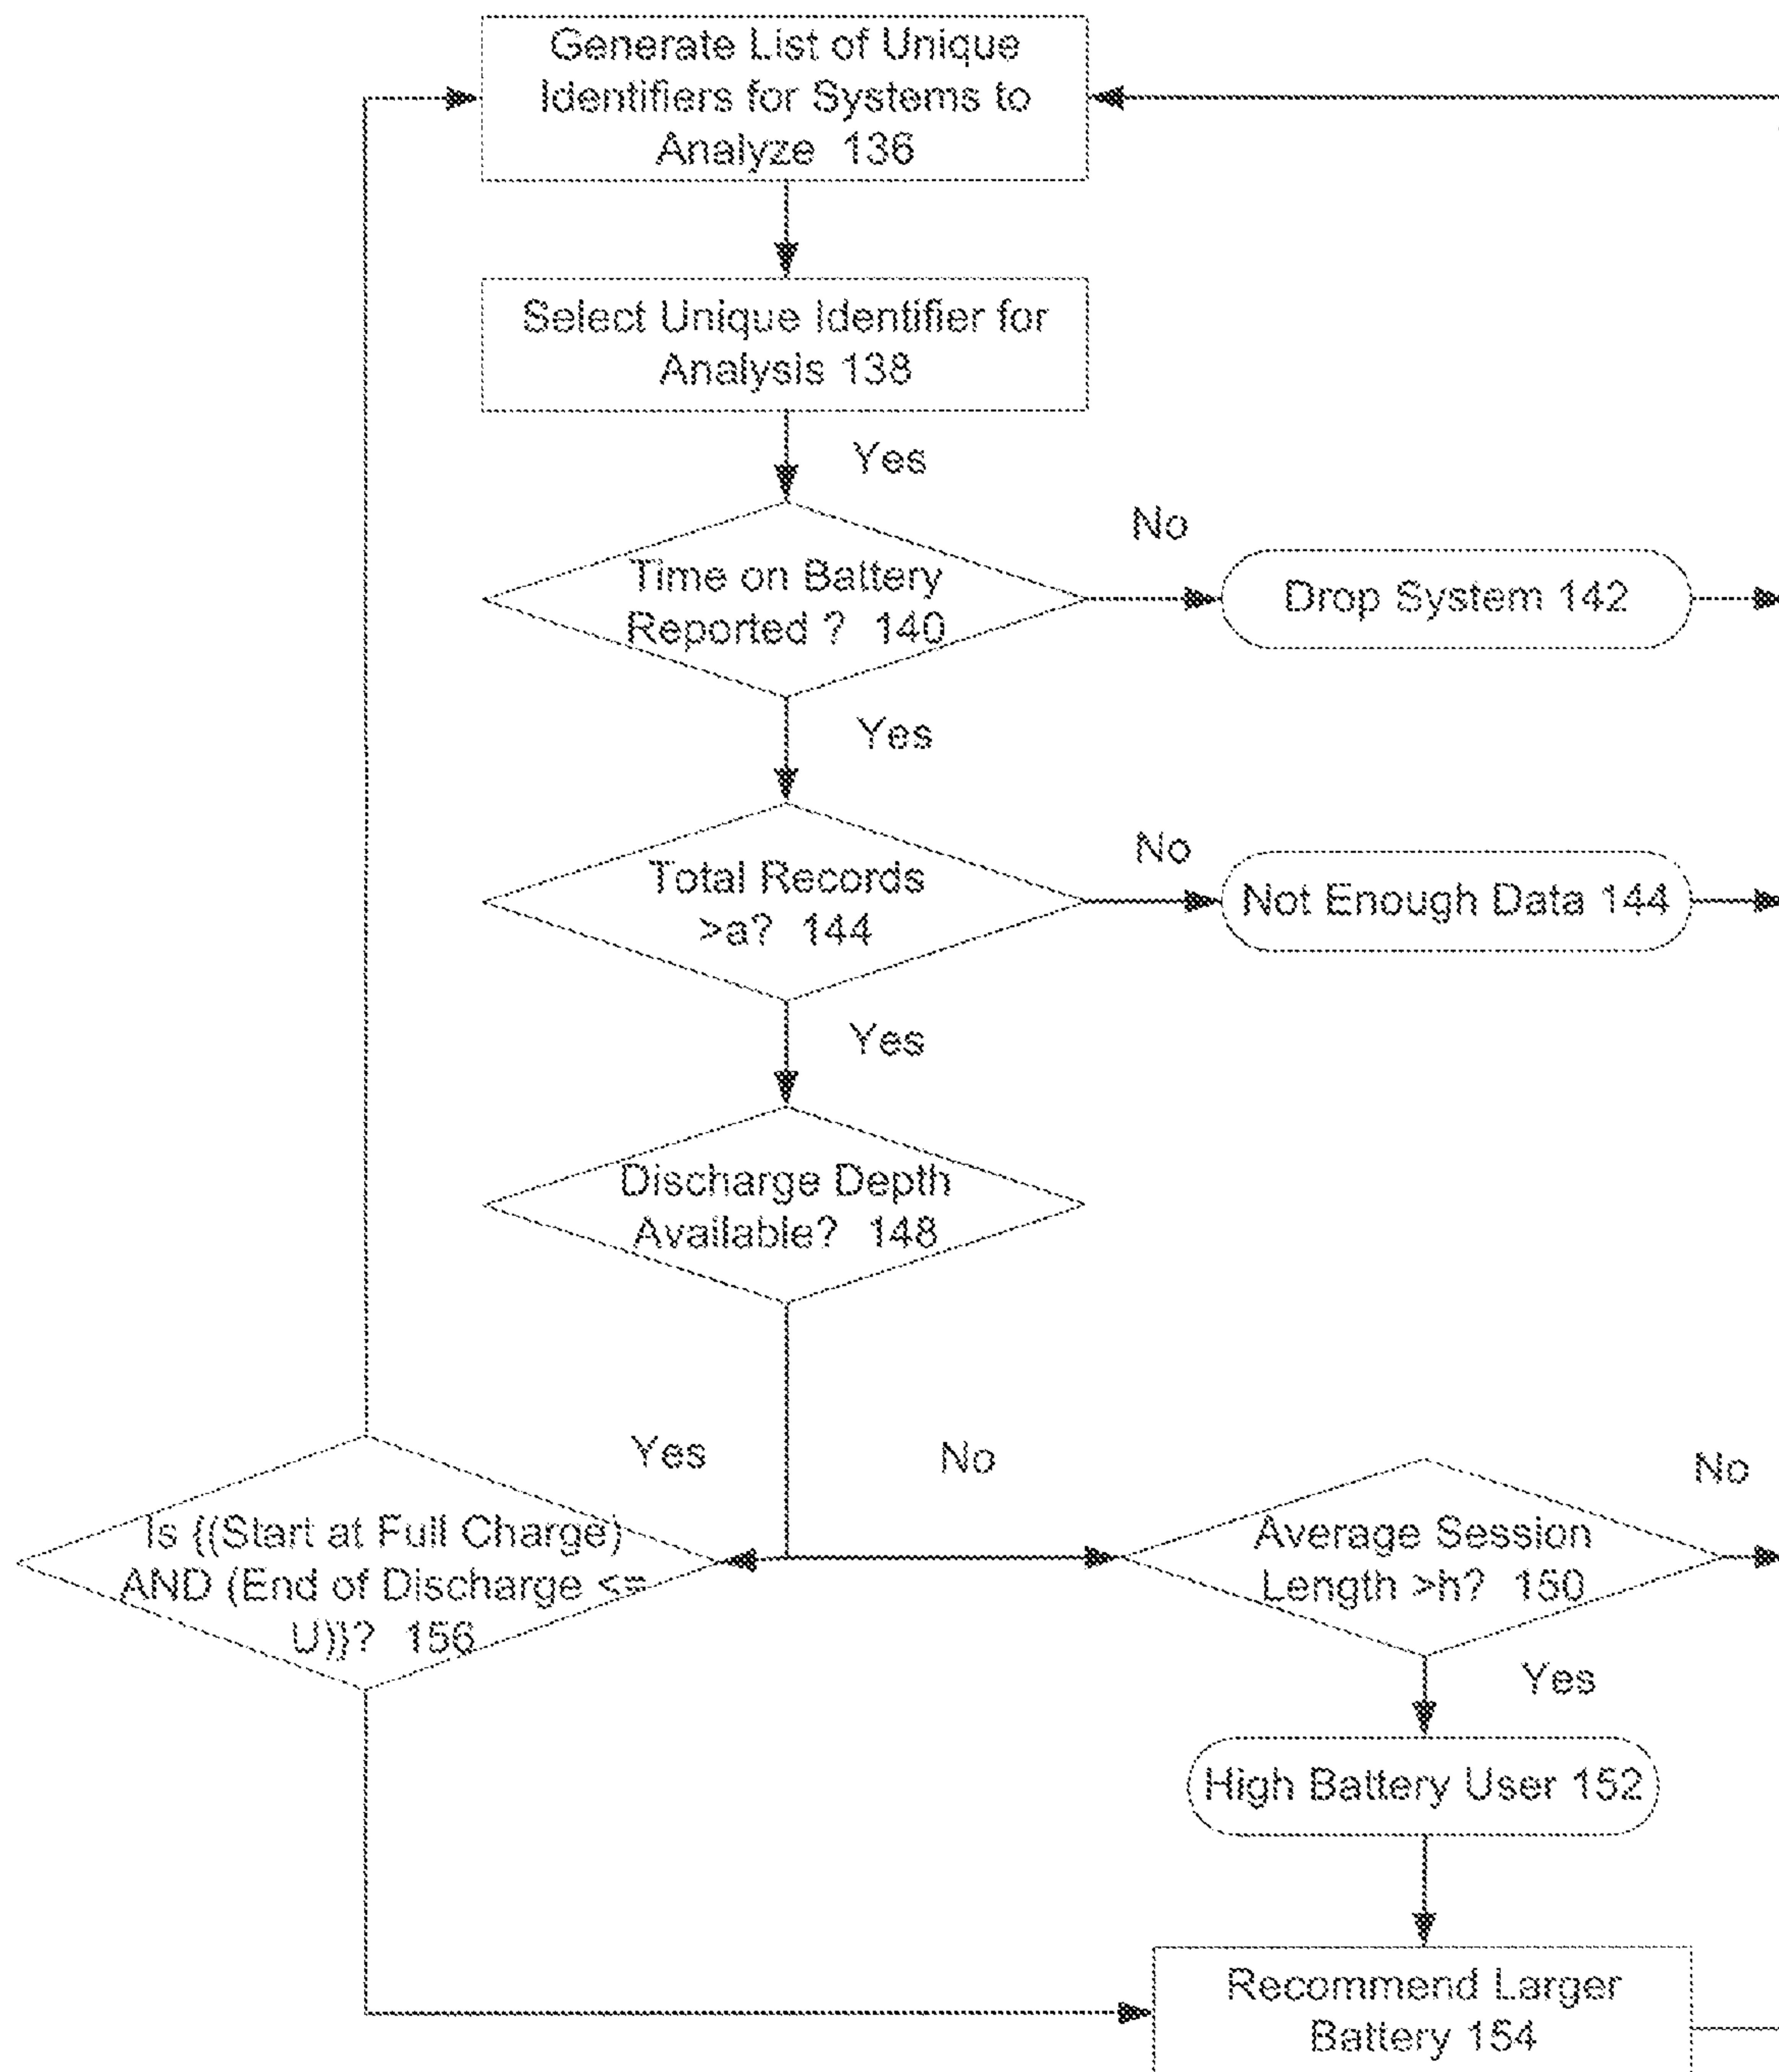 Generate List of Unique
Identifiers for Systems to
Analyze 136
Select Unique Identifier for
Analysis 138
Yes
Time on Battery
Reported ? 140
No
Drop System 142
Yes
Total Records
>a? 144
No
Not Enough Data 144
Yes
Discharge Depth
Available? 148
Yes
No
Is {(Start at Full Charge)
AND (End of Discharge <=
U)}? 156
Average Session
Length >h? 150
No
Yes
High Battery User 152
Recommend Larger
Battery 154